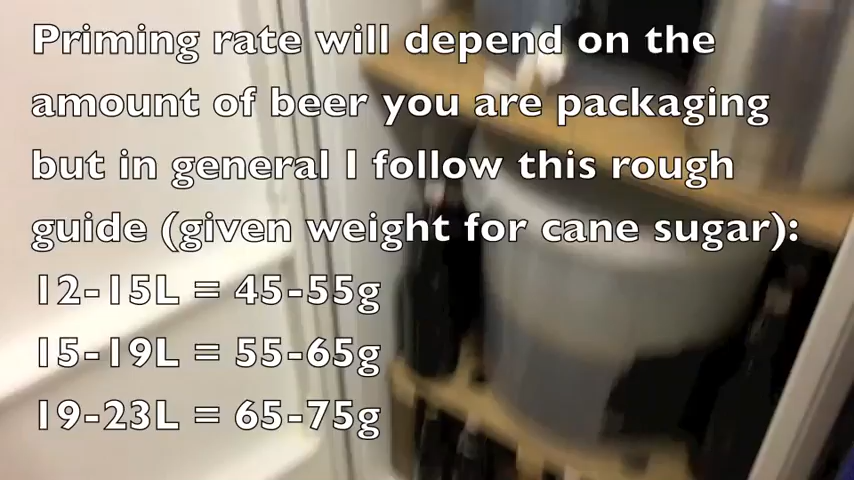 Priming rate will depend on the
amount of beer you are packaging
but in general I follow this rough
guide (given weight for cane sugar):
12-15L = 45-55g
15-19L = 55-65g
19-23L = 65-75g